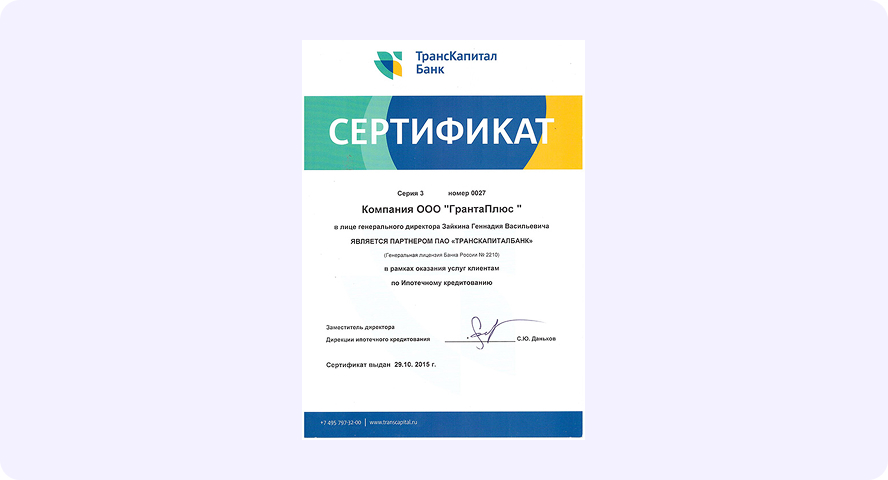 ТрансКапитал
Банк
СЕРТИФИКАТ
Серия 3 номер 0027
Компания ООО "ГрантаПлюс "
в лице генерального директора Зайкина Геннадия Васильевича
ЯВЛЯЕТСЯ ПАРТНЕРОМ ПАО «ТРАНСКАПИТАЛБАНК»
(Генеральная лицензия Банка России № 2210)
в рамках оказания услуг клиентам
по Ипотечному кредитованию
Заместитель директора
Дирекции ипотечного кредитования С.Ю. Даньков
Сертификат выдан 29.10. 2015 г.
+7 495 797-32-00 | www.transcapital.ru